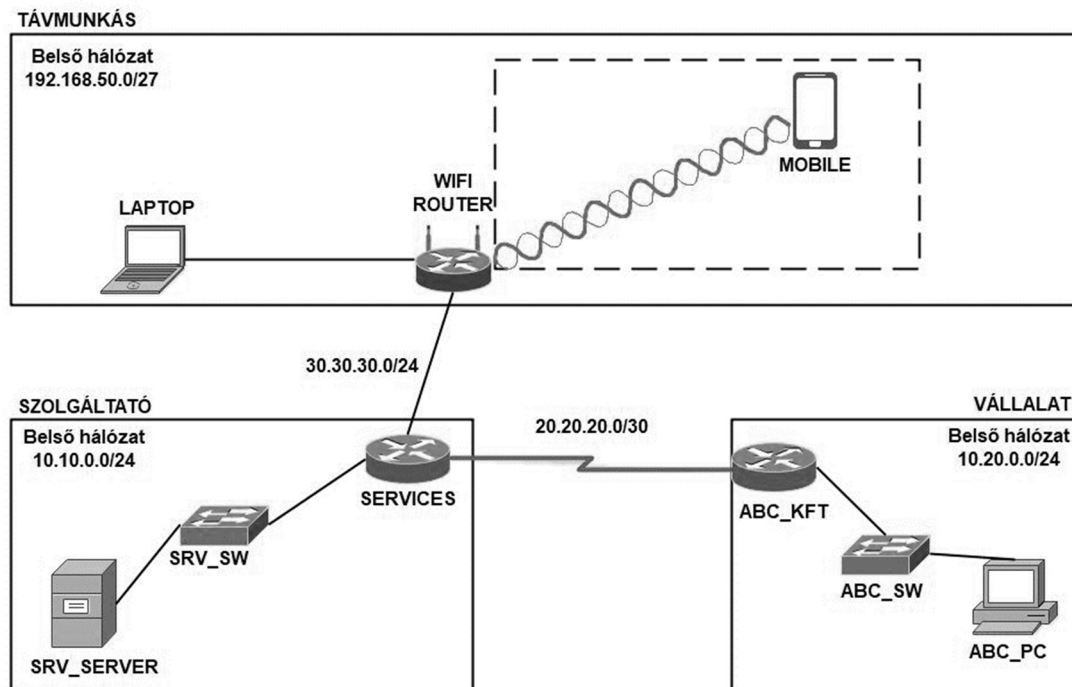 TÁVMUNKÁS
Belső hálózat
192.168.50.0/27
MOBILE
WIFI
ROUTER
LAPTOP
30.30.30.0/24
SZOLGÁLTATÓ
Belső hálózat
10.10.0.0/24
SERVICES
SRV_SW
SRV_SERVER
20.20.20.0/30
VÁLLALAT
Belső hálózat
10.20.0.0/24
ABC_KFT
ABC_SW
ABC_PC